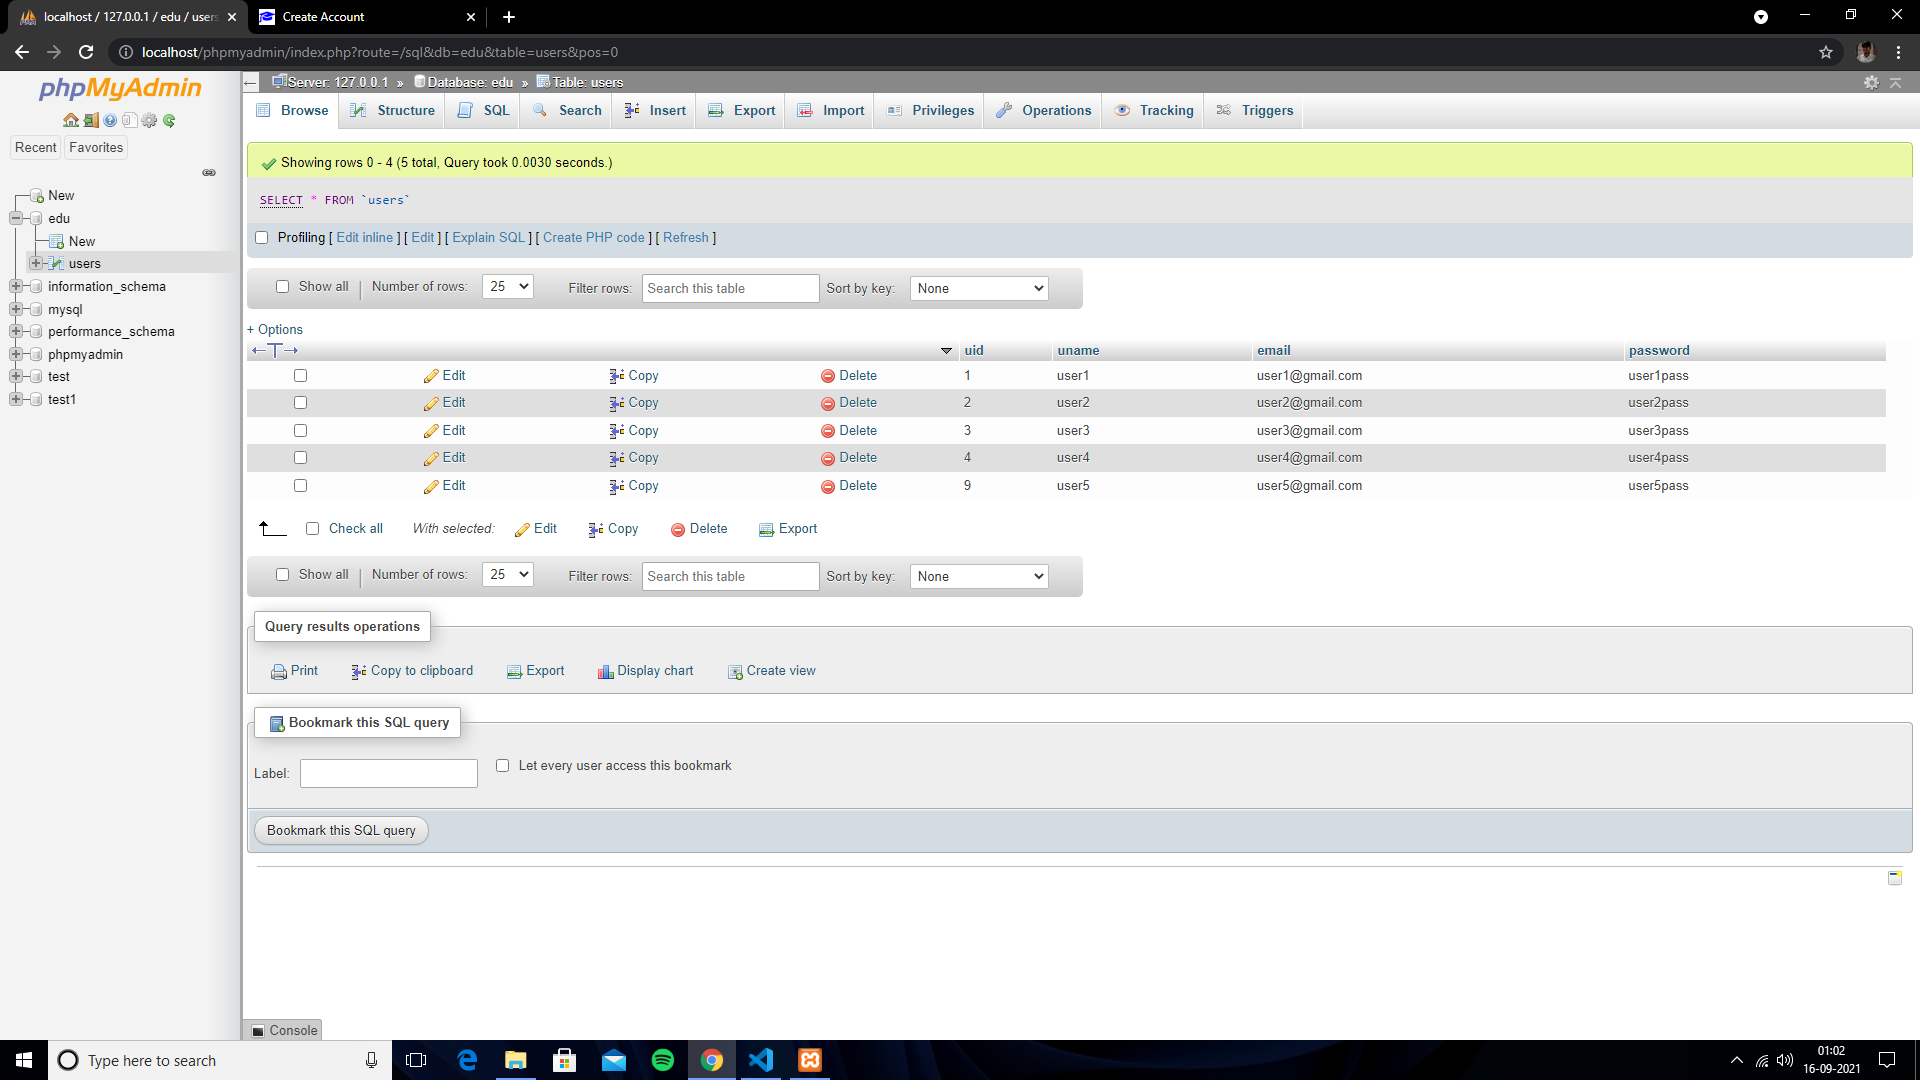 localhost / 127.0.0.1 / edu / users
Create Account
localhost/phpmyadmin/index.php?route=/sql&db=edu&table=users&pos=0
phpMyAdmin
Recent
Favorites
New
edu
New
users
information_schema
mysql
performance_schema
phpmyadmin
test
test1
Server: 127.0.0.1 » Database: edu » Table: users
Browse Structure SQL Search Insert Export Import Privileges Operations Tracking Triggers
Showing rows 0 - 4 (5 total, Query took 0.0030 seconds.)
SELECT * FROM `users`
Profiling [ Edit inline ] [ Edit ] [ Explain SQL ] [ Create PHP code ] [ Refresh ]
Show all Number of rows: 25 Filter rows: Search this table Sort by key: None
+ Options
uid uname email password
Edit Copy Delete 1 user1 user1@gmail.com user1pass
Edit Copy Delete 2 user2 user2@gmail.com user2pass
Edit Copy Delete 3 user3 user3@gmail.com user3pass
Edit Copy Delete 4 user4 user4@gmail.com user4pass
Edit Copy Delete 9 user5 user5@gmail.com user5pass
Check all With selected: Edit Copy Delete Export
Show all Number of rows: 25 Filter rows: Search this table Sort by key: None
Query results operations
Print Copy to clipboard Export Display chart Create view
Bookmark this SQL query
Label: Let every user access this bookmark
Bookmark this SQL query
Console
Type here to search
01:02
16-09-2021